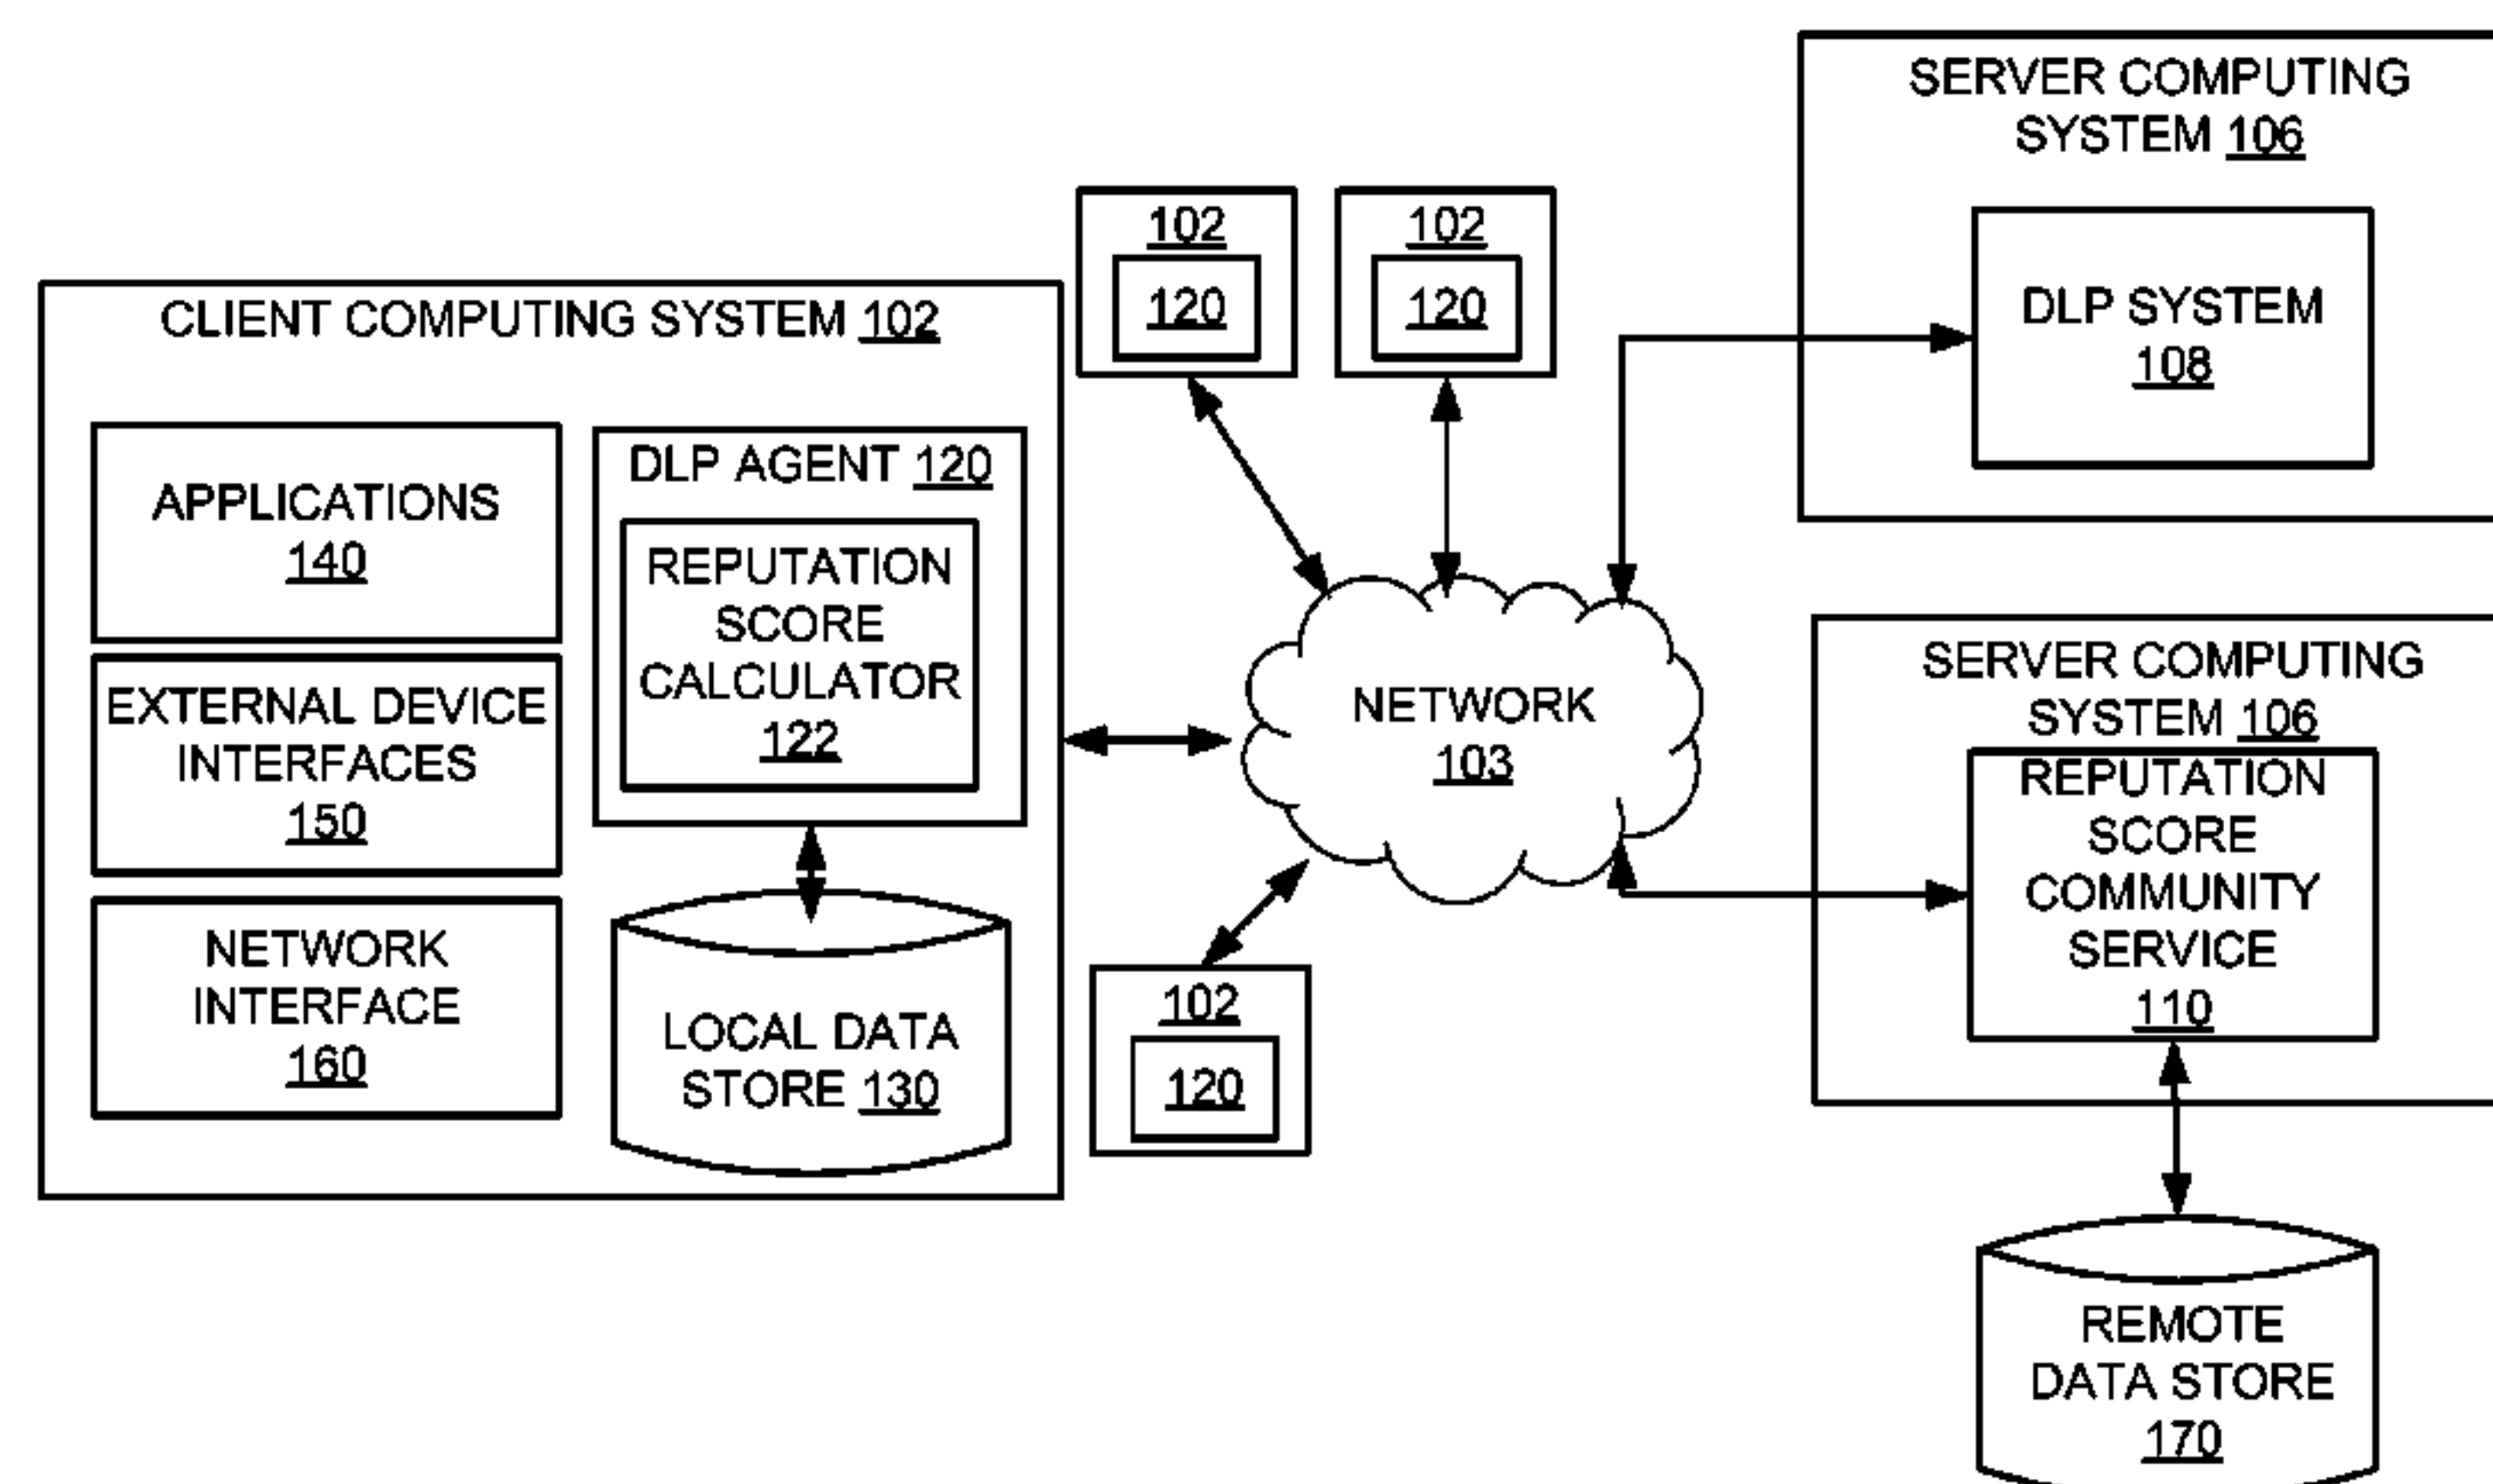 CLIENT COMPUTING SYSTEM 102
APPLICATIONS
140
EXTERNAL DEVICE
INTERFACES
150
NETWORK
INTERFACE
160
DLP AGENT 120
REPUTATION
SCORE
CALCULATOR
122
LOCAL DATA
STORE 130
102
120
102
120
NETWORK
103
102
120
SERVER COMPUTING
SYSTEM 106
DLP SYSTEM
108
SERVER COMPUTING
SYSTEM 106
REPUTATION
SCORE
COMMUNITY
SERVICE
110
REMOTE
DATA STORE
170